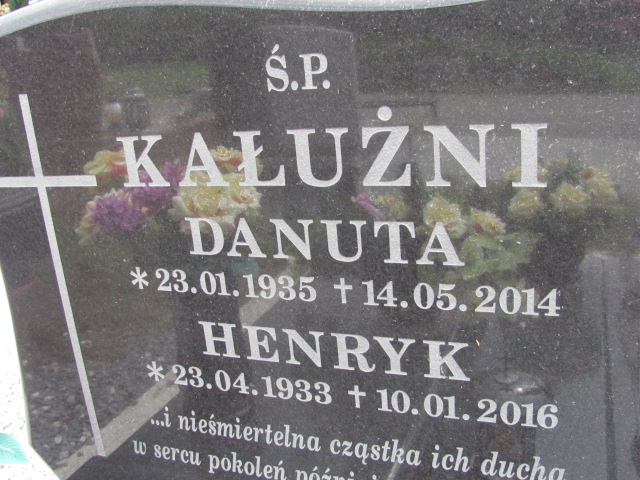 Ś.P.
KAŁUŻNI
DANUTA
*23.01.1935 †14.05.2014
HENRYK
*23.04.1933 †10.01.2016
...i nieśmiertelna cząstka ich ducha
w sercu pokoleń